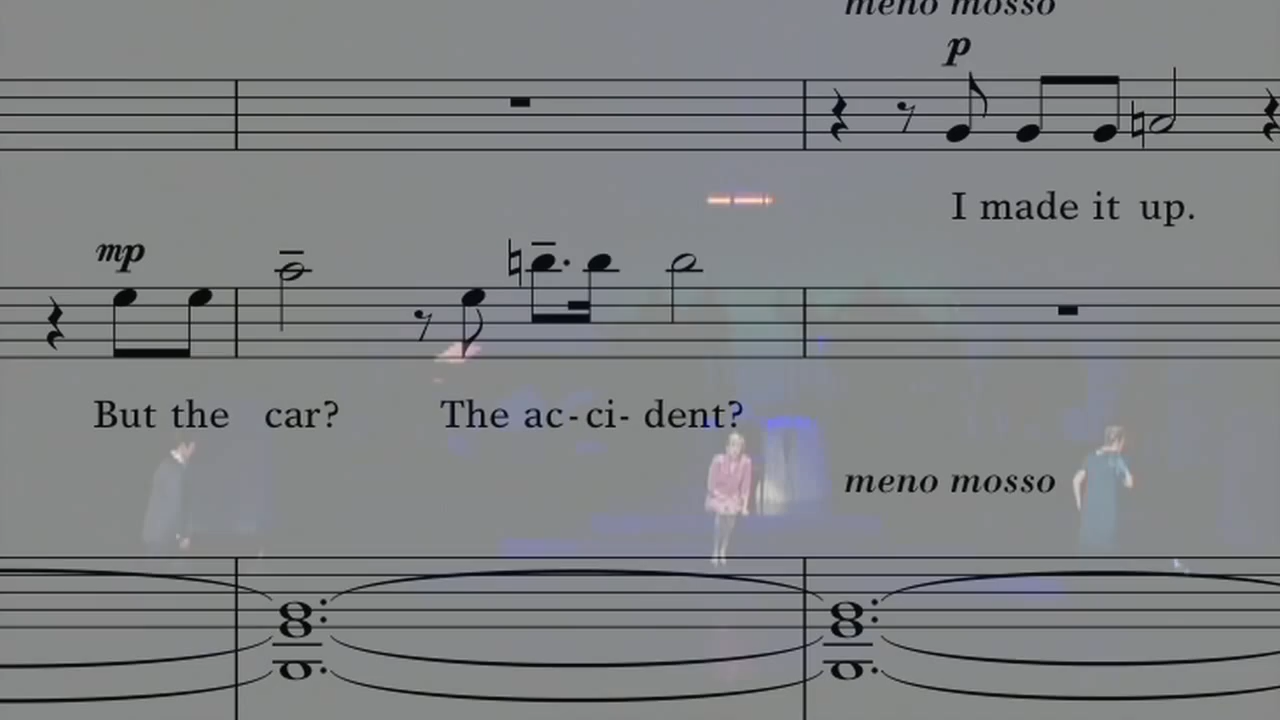 meno mosso
p
I made it up.
mp
But the car? The ac-ci-dent?
meno mosso